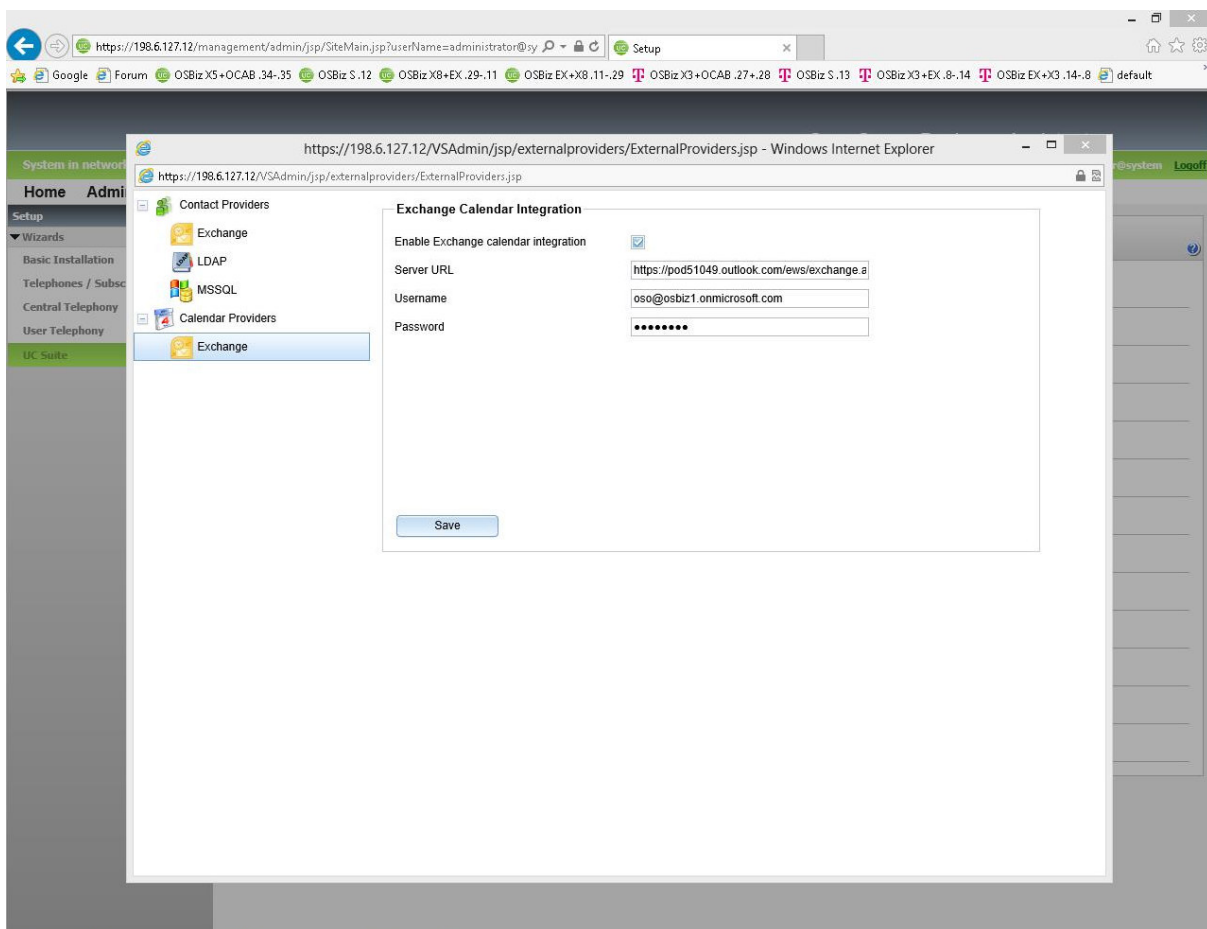 https://198.6.127.12/management/admin/jsp/SiteMain.jsp?userName=administrator@sy
Setup
Google Forum OSBiz X5+OCAB .34-.35 OSBiz S .12 OSBiz X8+EX .29-.11 OSBiz EX+X8 .11-.29 OSBiz X3+OCAB .27+.28 OSBiz S .13 OSBiz X3+EX .8-.14 OSBiz EX+X3 .14-.8 default
https://198.6.127.12/VSAdmin/jsp/externalproviders/ExternalProviders.jsp - Windows Internet Explorer
https://198.6.127.12/VSAdmin/jsp/externalproviders/ExternalProviders.jsp
System in network
r@system Logoff
Home Admi
Setup
Wizards
Basic Installation
Telephones / Subsc
Central Telephony
User Telephony
UC Suite
Contact Providers
Exchange
LDAP
MSSQL
Calendar Providers
Exchange
Exchange Calendar Integration
Enable Exchange calendar integration
Server URL https://pod51049.outlook.com/ews/exchange.a
Username oso@osbiz1.onmicrosoft.com
Password ••••••••
Save